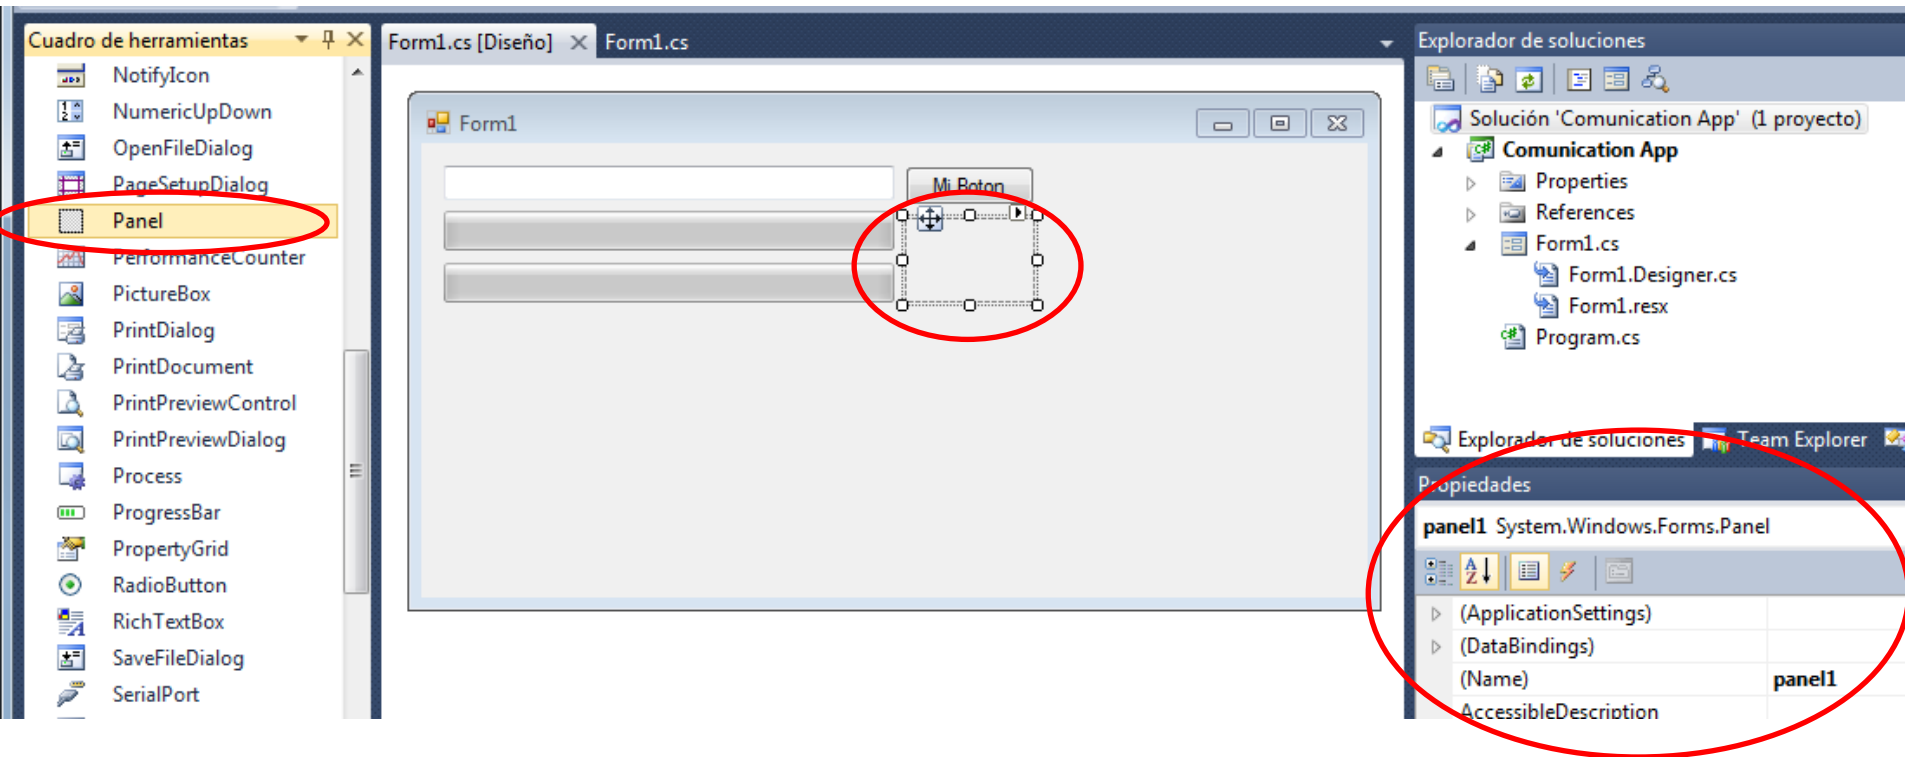 Cuadro de herramientas
NotifyIcon
NumericUpDown
OpenFileDialog
PageSetupDialog
Panel
PerformanceCounter
PictureBox
PrintDialog
PrintDocument
PrintPreviewControl
PrintPreviewDialog
Process
ProgressBar
PropertyGrid
RadioButton
RichTextBox
SaveFileDialog
SerialPort
Form1.cs [Diseño]
Form1.cs
Form1
Mi Boton
Explorador de soluciones
Solución 'Comunication App' (1 proyecto)
Comunication App
Properties
References
Form1.cs
Form1.Designer.cs
Form1.resx
Program.cs
Explorador de soluciones
Team Explorer
Propiedades
panel1 System.Windows.Forms.Panel
(ApplicationSettings)
(DataBindings)
(Name) panel1
AccessibleDescription